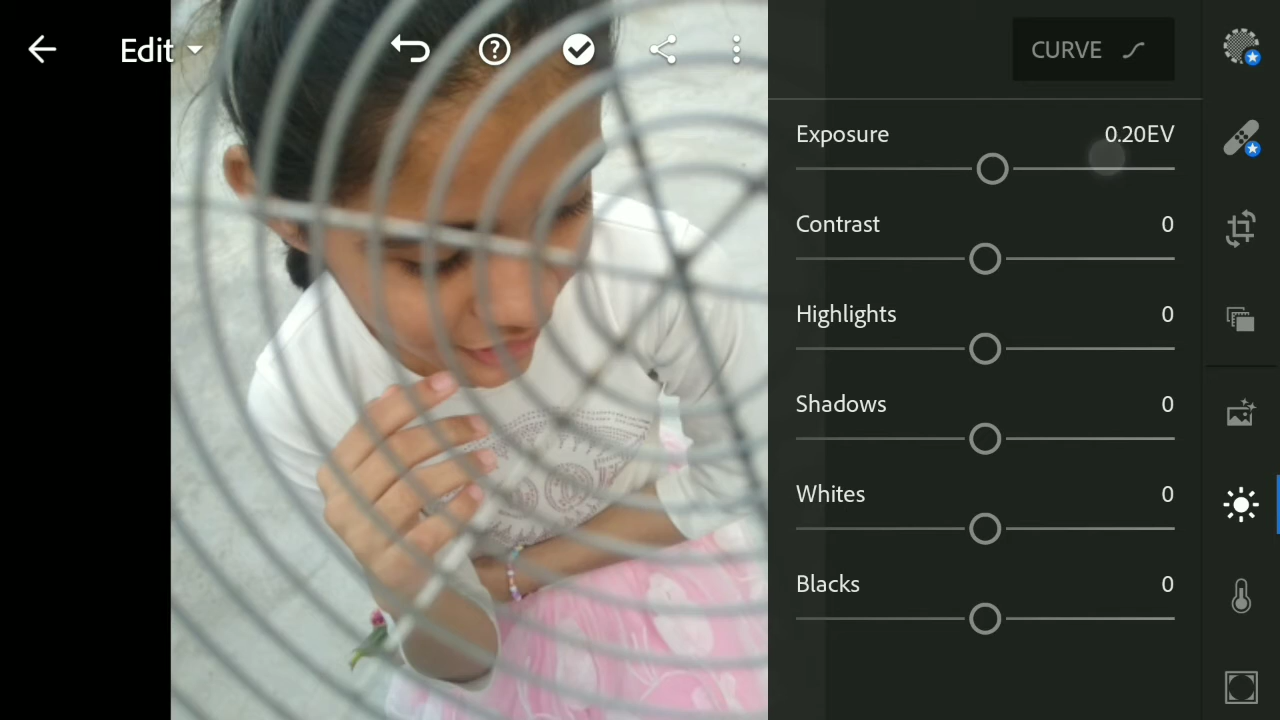 Edit
CURVE
Exposure 0.20EV
Contrast 0
Highlights 0
Shadows 0
Whites 0
Blacks 0